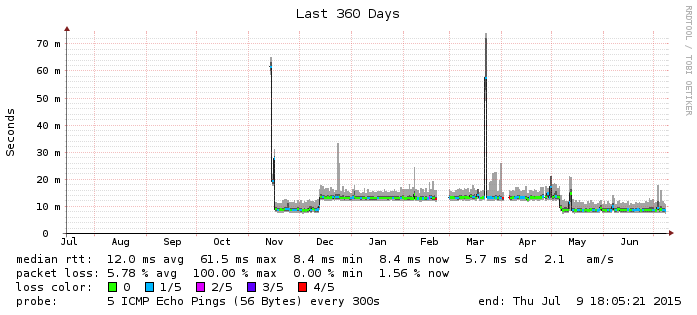 Last 360 Days
RRDTOOL / TOBI OETIKER
Seconds
70 m
60 m
50 m
40 m
30 m
20 m
10 m
0
Jul Aug Sep Oct Nov Dec Jan Feb Mar Apr May Jun
median rtt: 12.0 ms avg 61.5 ms max 8.4 ms min 8.4 ms now 5.7 ms sd 2.1 am/s
packet loss: 5.78 % avg 100.00 % max 0.00 % min 1.56 % now
loss color: 0 1/5 2/5 3/5 4/5
probe: 5 ICMP Echo Pings (56 Bytes) every 300s end: Thu Jul 9 18:05:21 2015